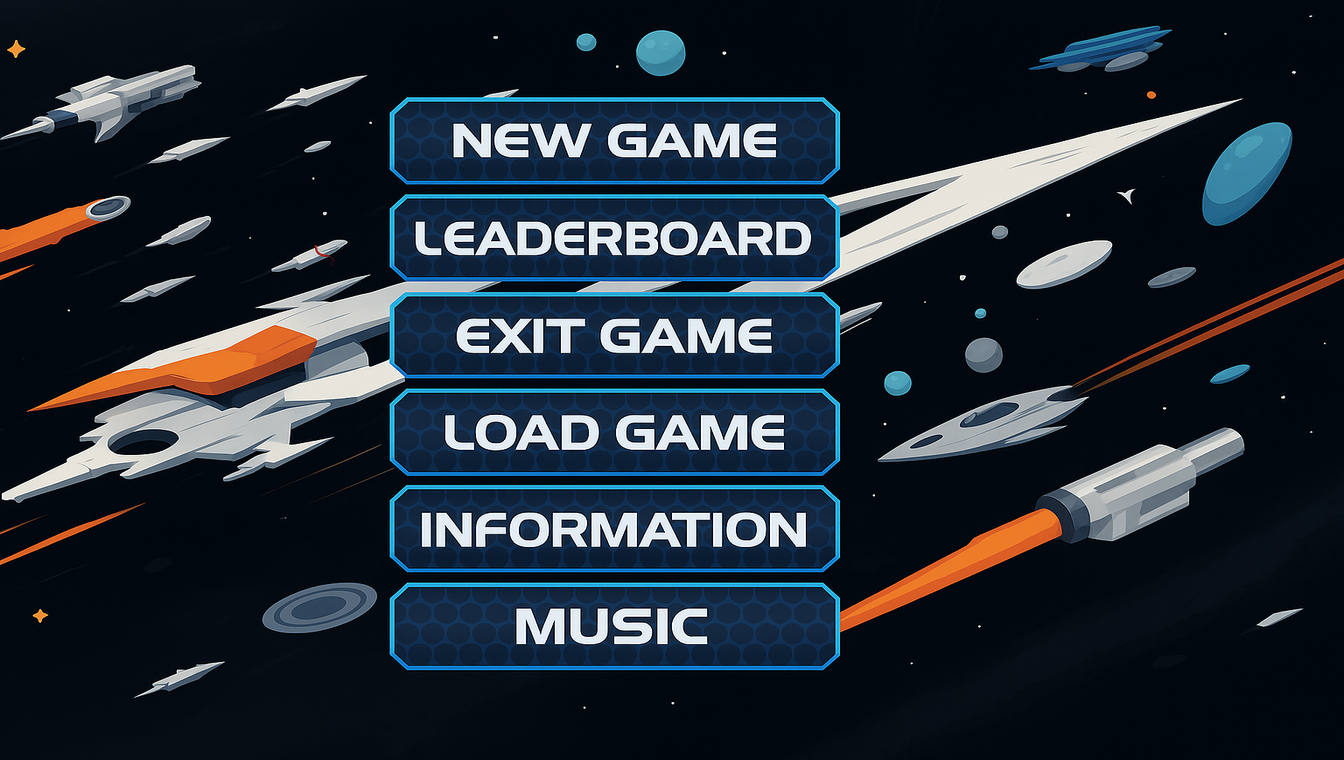 NEW GAME
LEADERBOARD
EXIT GAME
LOAD GAME
INFORMATION
MUSIC